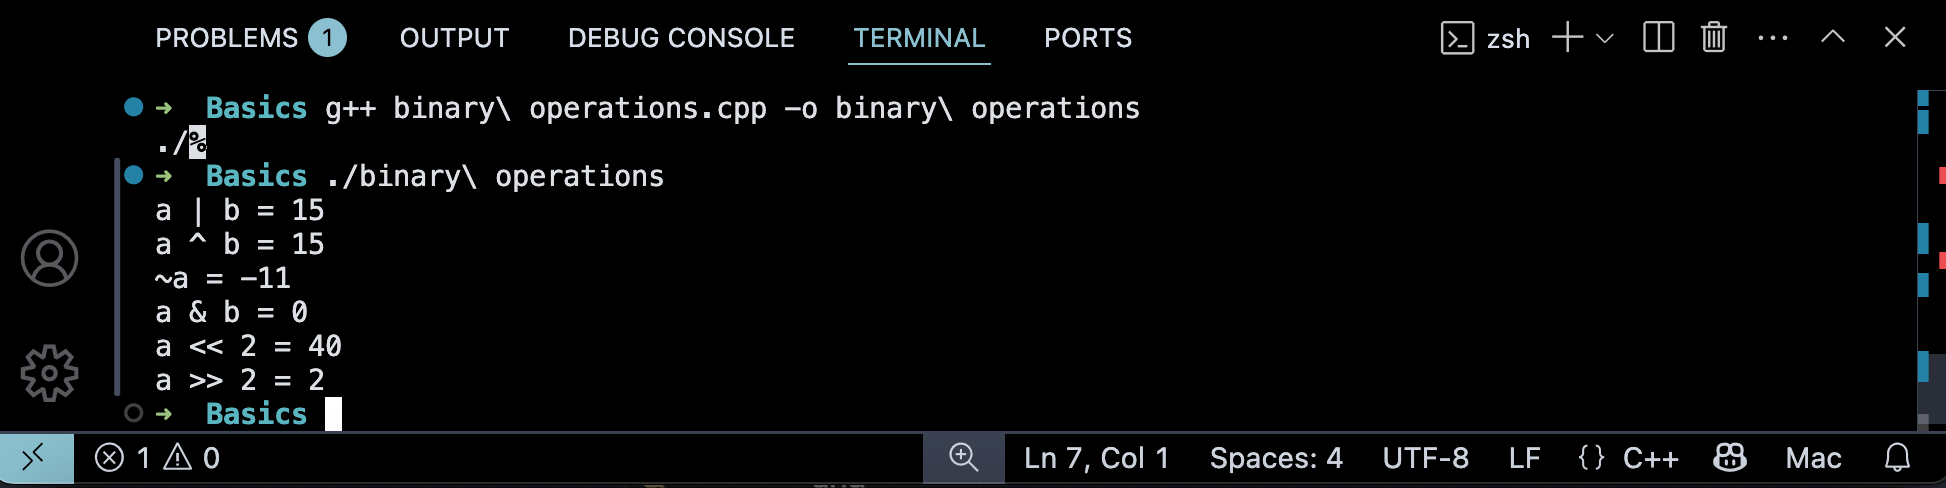 PROBLEMS 1 OUTPUT DEBUG CONSOLE TERMINAL PORTS zsh
➜ Basics g++ binary\ operations.cpp -o binary\ operations
./%
➜ Basics ./binary\ operations
a | b = 15
a ^ b = 15
~a = -11
a & b = 0
a << 2 = 40
a >> 2 = 2
➜ Basics
1 0 Ln 7, Col 1 Spaces: 4 UTF-8 LF {} C++ Mac